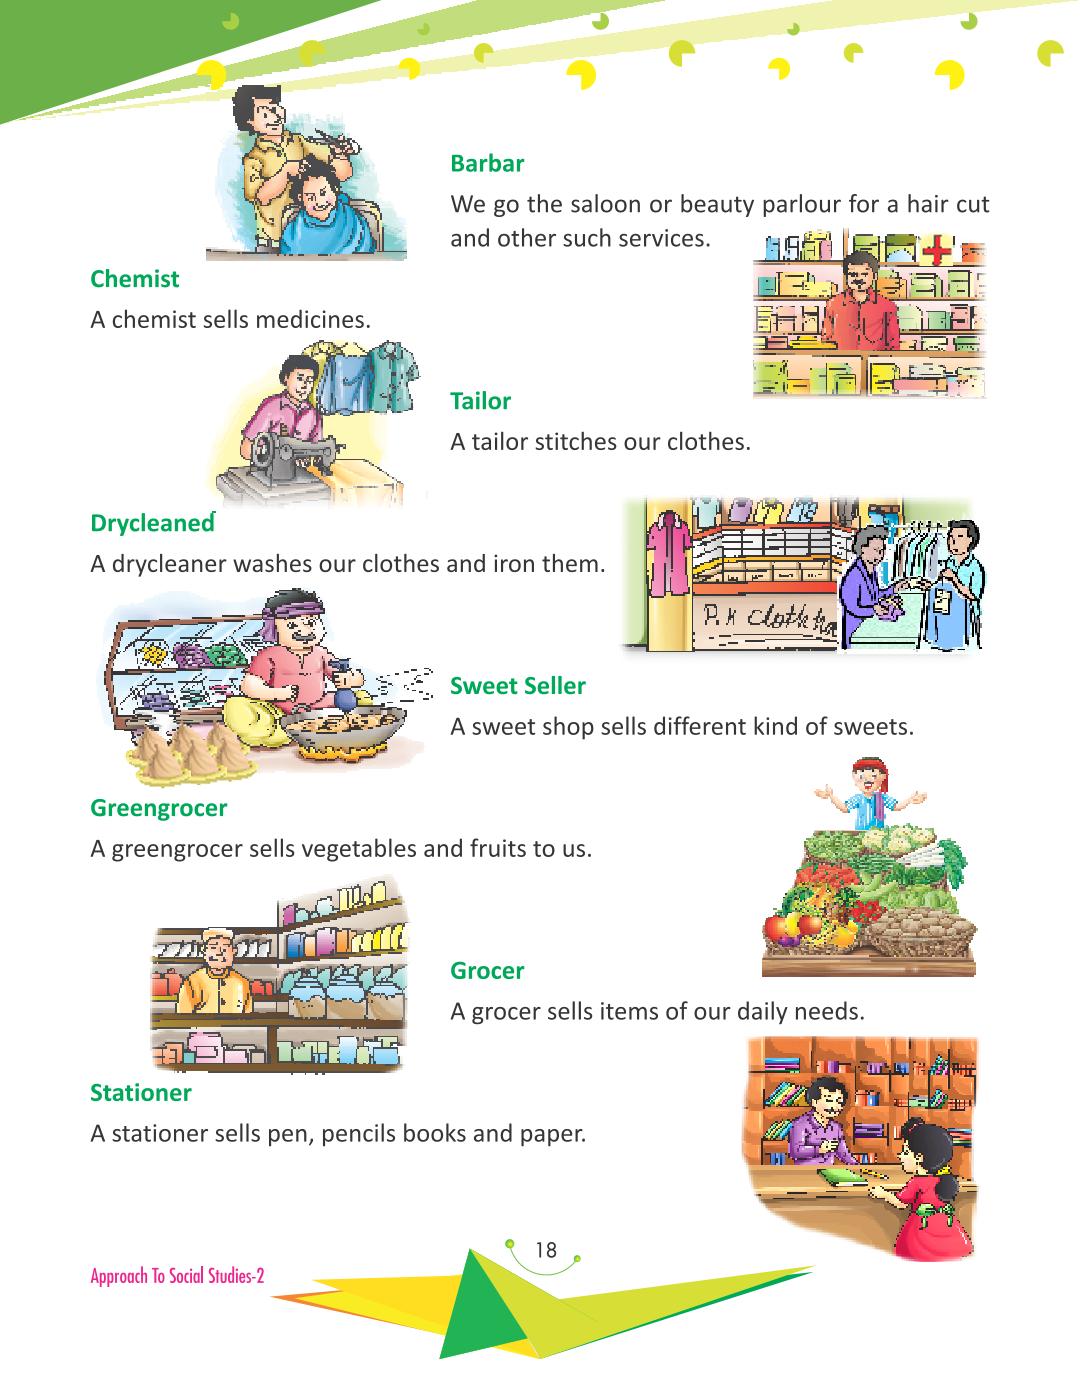 Barbar
We go the saloon or beauty parlour for a hair cut
and other such services.
Chemist
A chemist sells medicines.
Tailor
A tailor stitches our clothes.
Drycleaned
A drycleaner washes our clothes and iron them.
P.K Cloth
Sweet Seller
A sweet shop sells different kind of sweets.
Greengrocer
A greengrocer sells vegetables and fruits to us.
Grocer
A grocer sells items of our daily needs.
Stationer
A stationer sells pen, pencils books and paper.
18
Approach To Social Studies-2